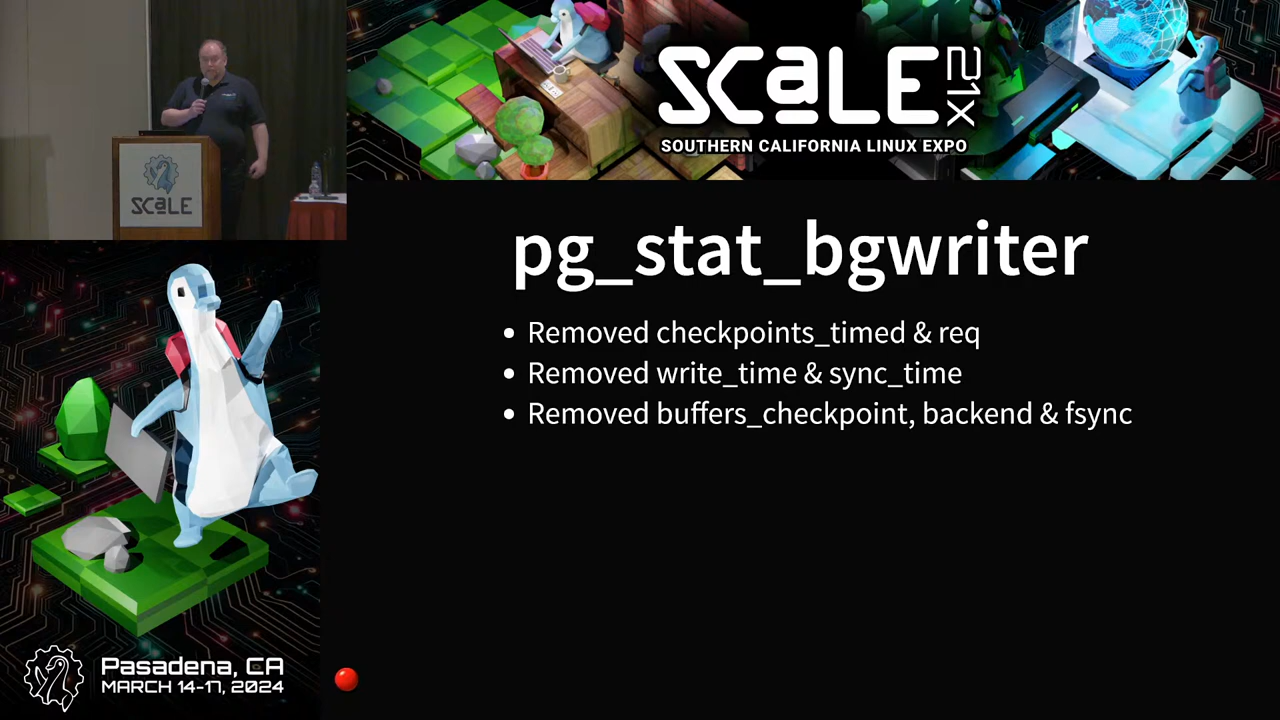 SCaLE
SCaLE 21x
SOUTHERN CALIFORNIA LINUX EXPO
pg_stat_bgwriter
Removed checkpoints_timed & req
Removed write_time & sync_time
Removed buffers_checkpoint, backend & fsync
Pasadena, CA
MARCH 14-17, 2024